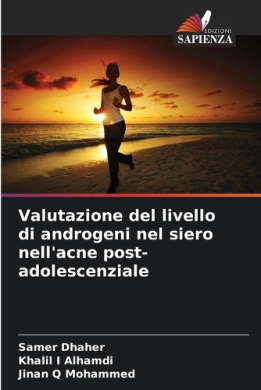 EDIZIONI
SAPIENZA
Valutazione del livello
di androgeni nel siero
nell'acne post-
adolescenziale
Samer Dhaher
Khalil I Alhamdi
Jinan Q Mohammed